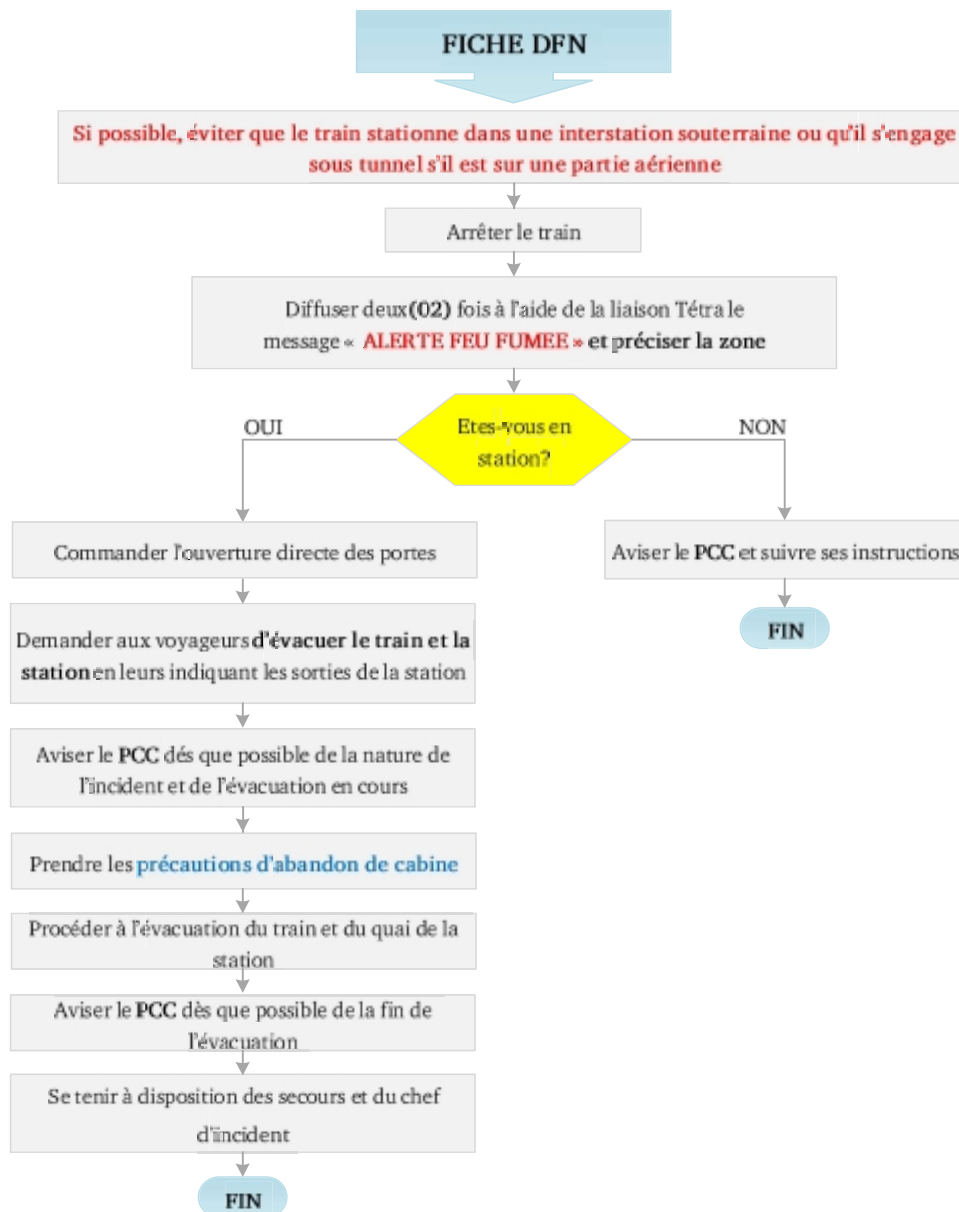 FICHE DFN
Si possible, éviter que le train stationne dans une interstation souterraine ou qu'il s'engage
sous tunnel s'il est sur une partie aérienne
Arrêter le train
Diffuser deux(02) fois à l'aide de la liaison Tétra le
message « ALERTE FEU FUMEE » et préciser la zone
Etes-vous en
station?
OUI
NON
Commander l'ouverture directe des portes
Demander aux voyageurs d'évacuer le train et la
station en leurs indiquant les sorties de la station
Aviser le PCC dés que possible de la nature de
l'incident et de l'évacuation en cours
Prendre les précautions d'abandon de cabine
Procéder à l'évacuation du train et du quai de la
station
Aviser le PCC dès que possible de la fin de
l'évacuation
Se tenir à disposition des secours et du chef
d'incident
FIN
Aviser le PCC et suivre ses instructions
FIN